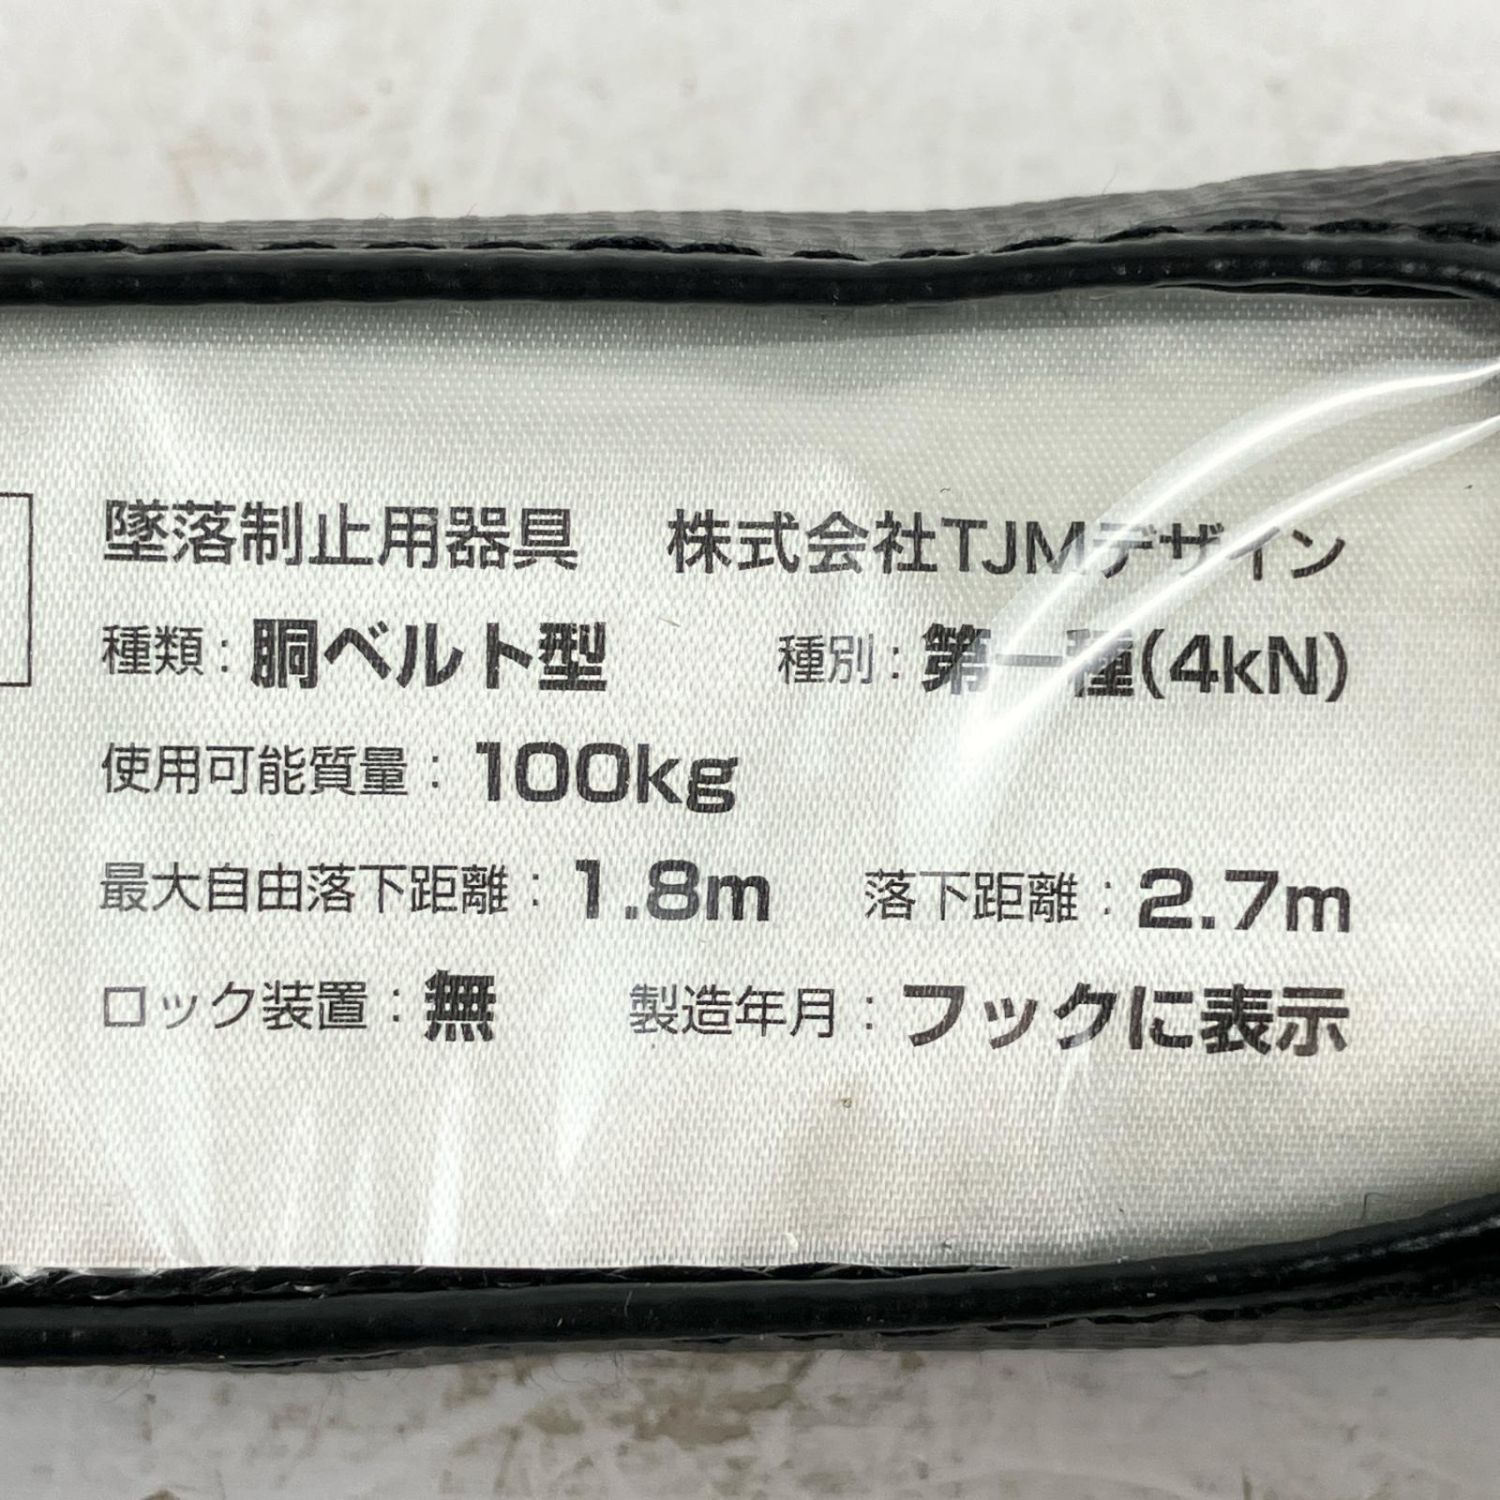 墜落制止用器具 株式会社TJMデザイン
種類:胴ベルト型 種別:第一種(4kN)
使用可能質量:100kg
最大自由落下距離:1.8m 落下距離:2.7m
ロック装置:無 製造年月:フックに表示